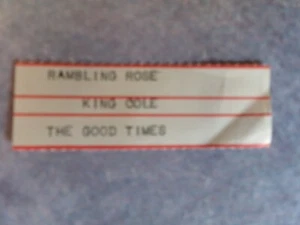 RAMBLING ROSE
KING COLE
THE GOOD TIMES